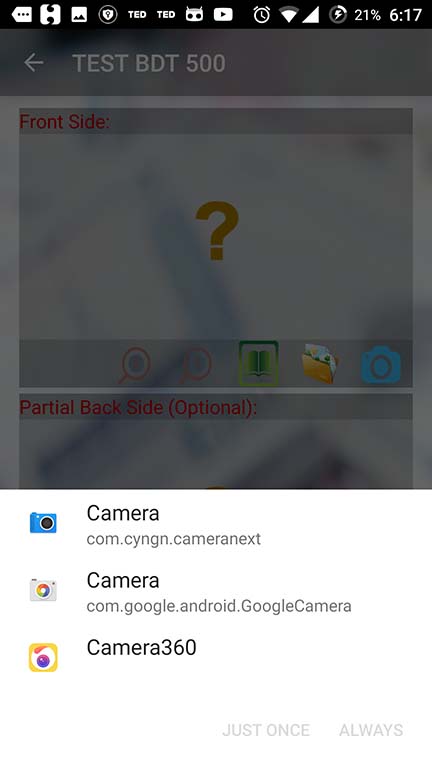 TED TED 21% 6:17
TEST BDT 500
Front Side:
?
Partial Back Side (Optional):
Camera
com.cyngn.cameranext
Camera
com.google.android.GoogleCamera
Camera360
JUST ONCE ALWAYS